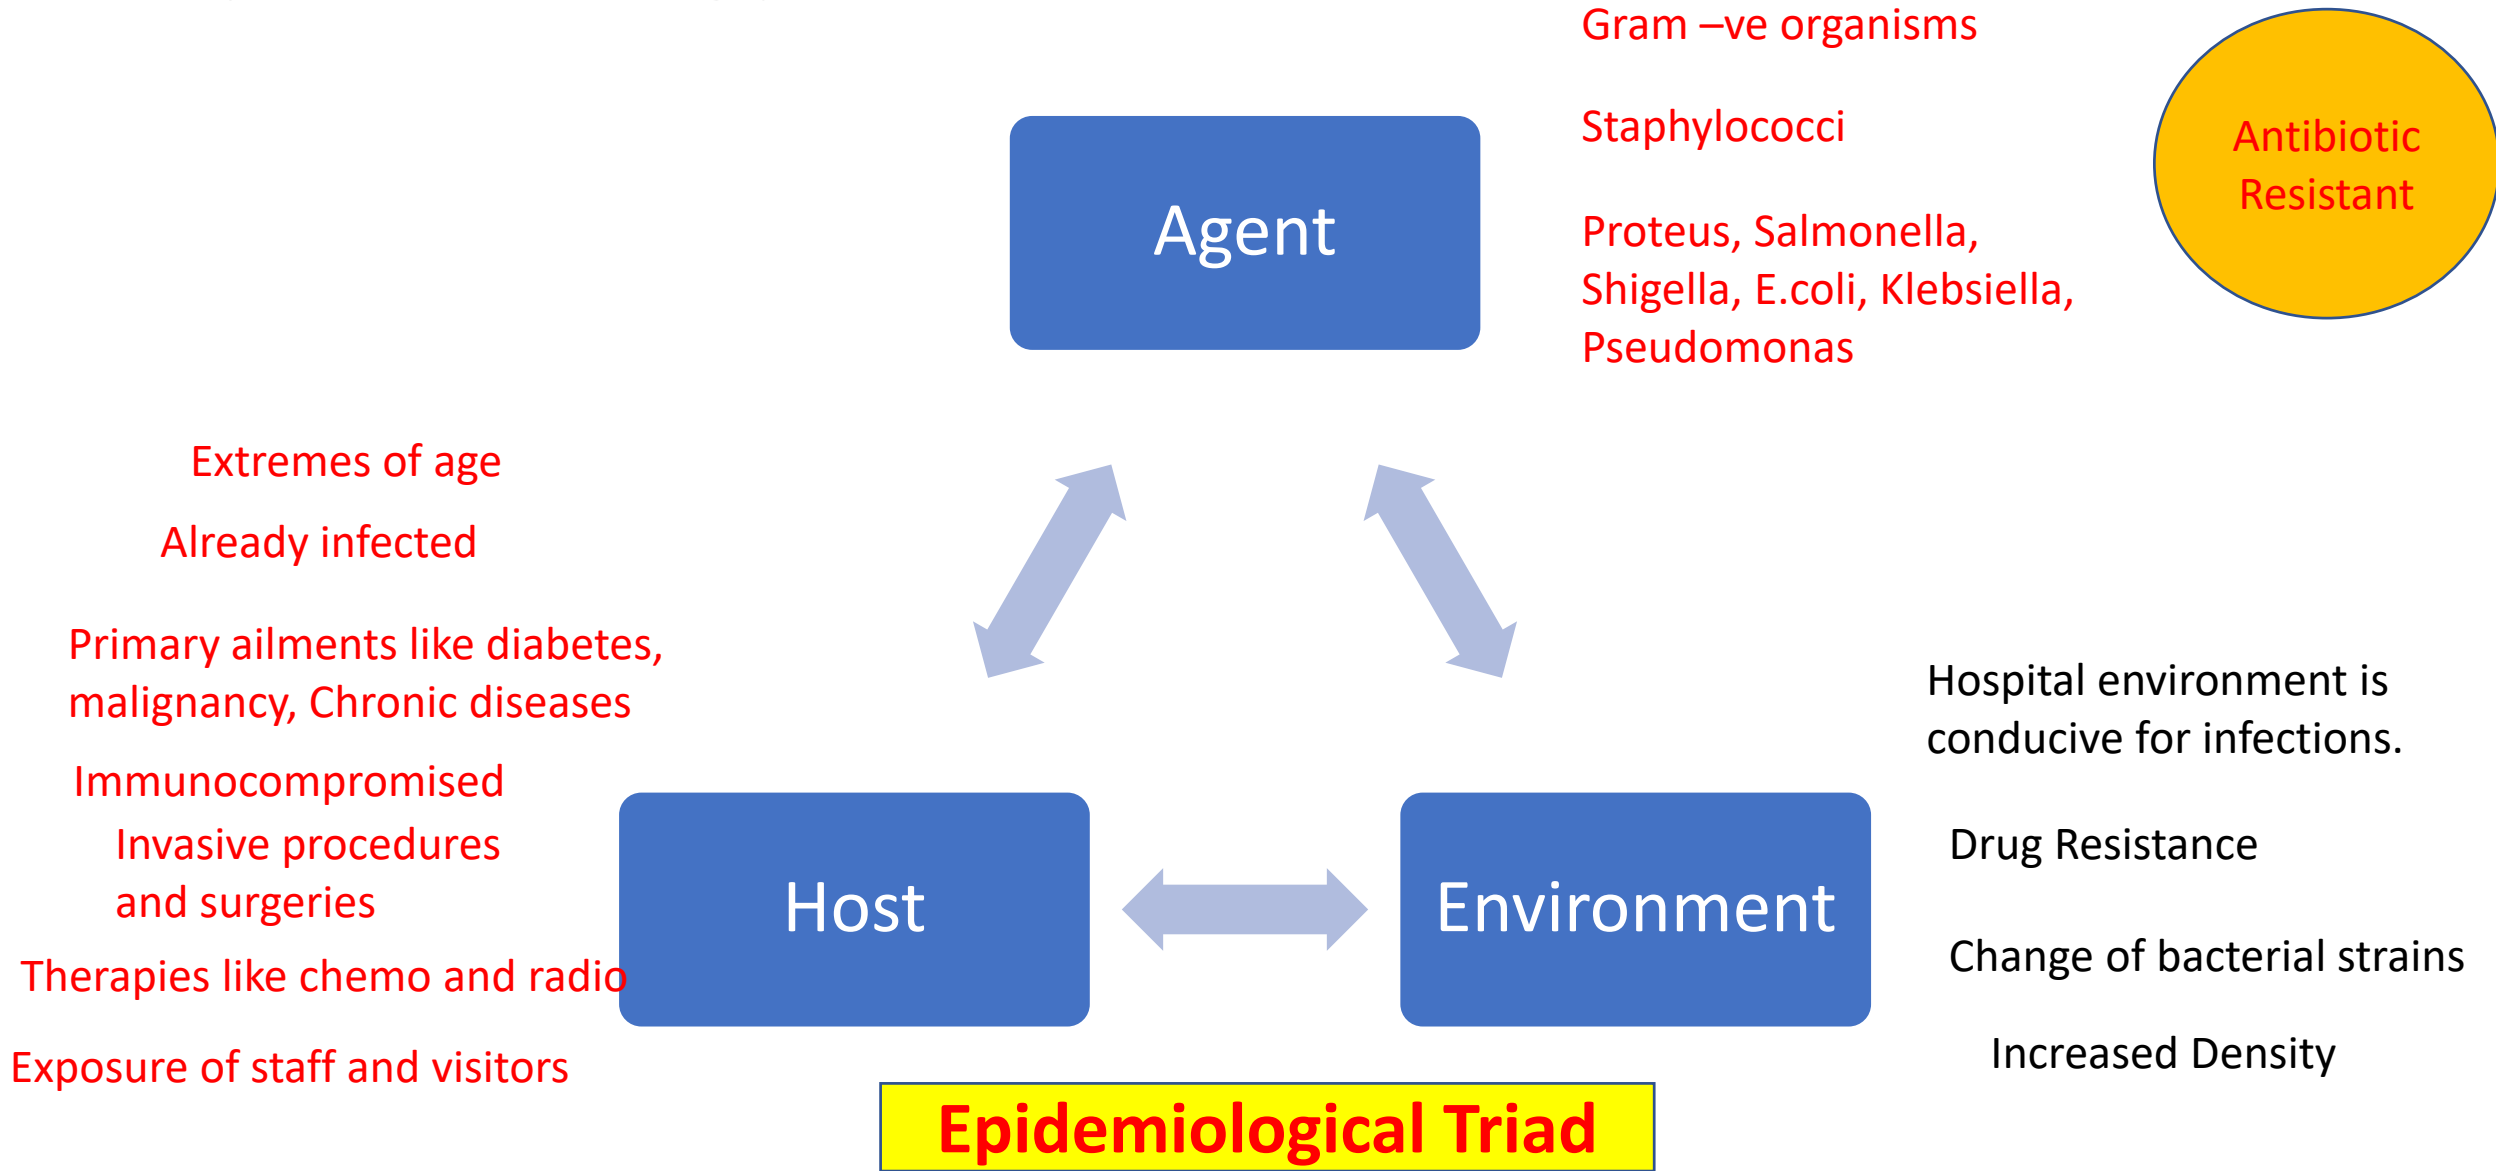 Gram –ve organisms
Staphylococci
Proteus, Salmonella,
Shigella, E.coli, Klebsiella,
Pseudomonas
Antibiotic
Resistant
Agent
Extremes of age
Already infected
Primary ailments like diabetes,
malignancy, Chronic diseases
Immunocompromised
Invasive procedures
and surgeries
Therapies like chemo and radio
Exposure of staff and visitors
Host
Environment
Hospital environment is
conducive for infections.
Drug Resistance
Change of bacterial strains
Increased Density
Epidemiological Triad